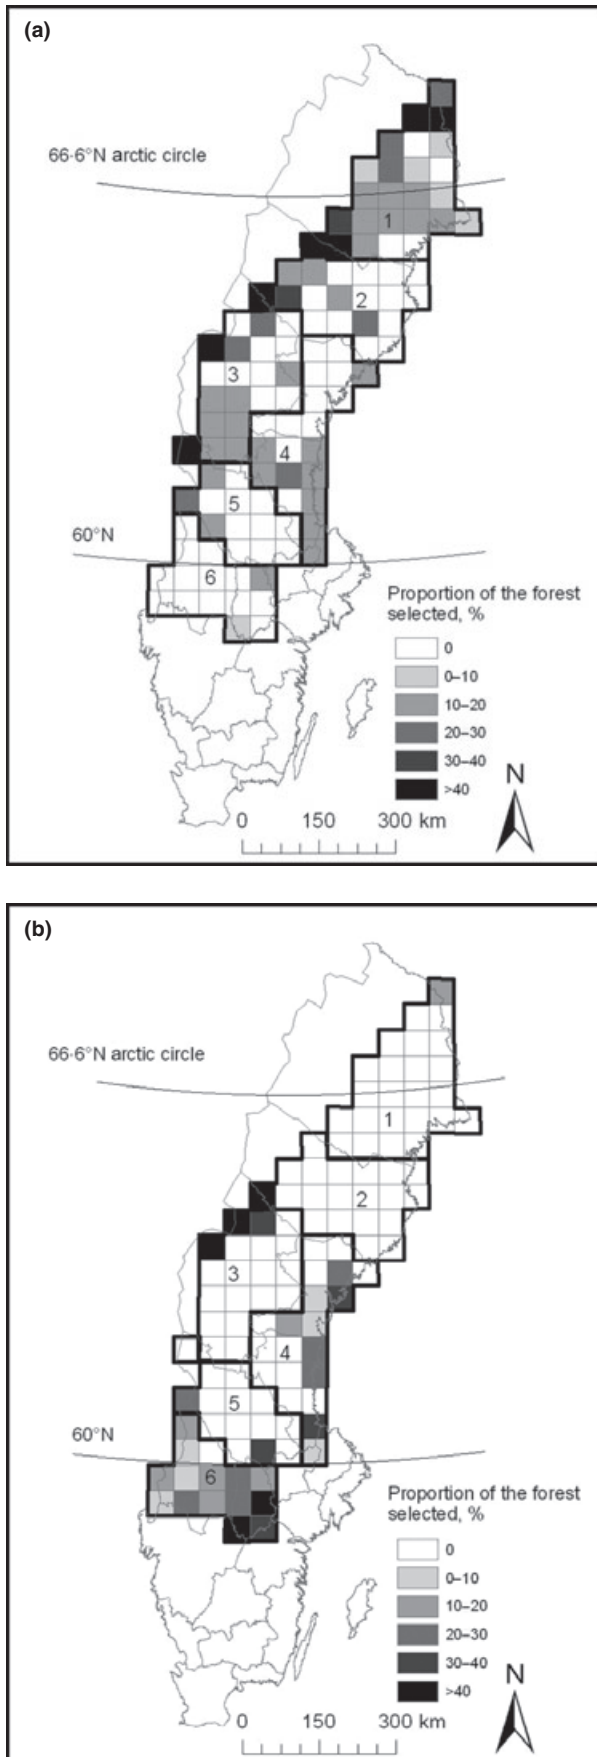 (a)
66·6°N arctic circle
1
2
3
4
5
60°N
6
Proportion of the forest
selected, %
0
0–10
10–20
20–30
30–40
>40
N
0 150 300 km
(b)
66·6°N arctic circle
1
2
3
4
5
60°N
6
Proportion of the forest
selected, %
0
0–10
10–20
20–30
30–40
>40
N
0 150 300 km